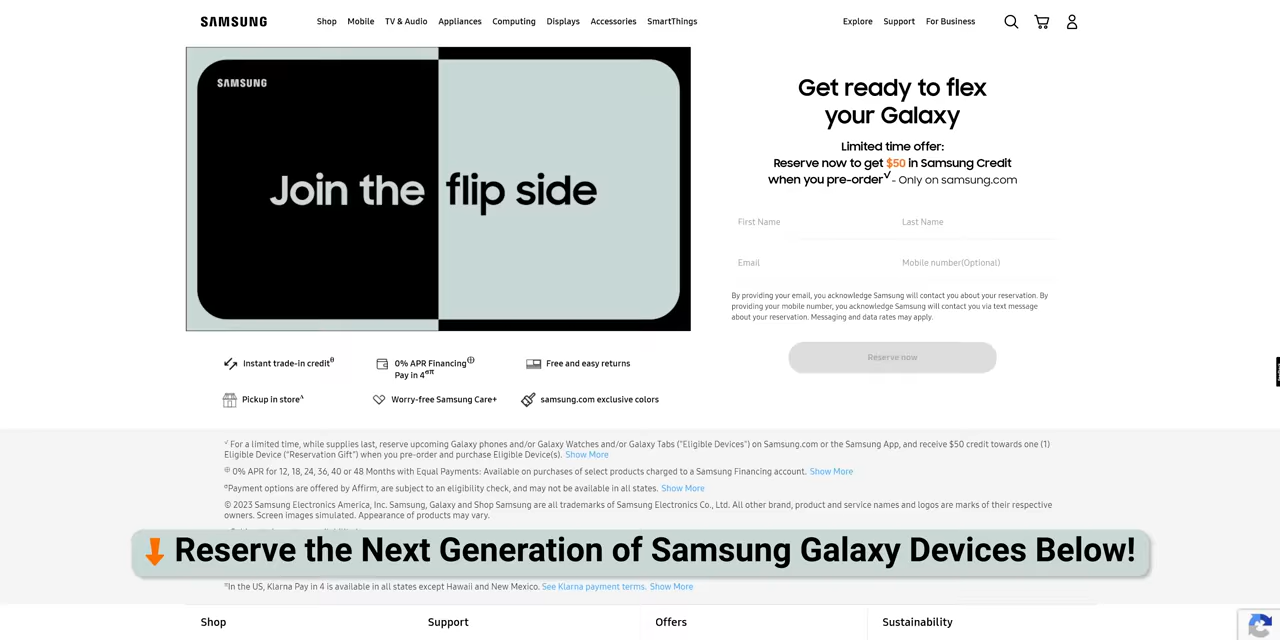 SAMSUNG
Shop Mobile TV & Audio Appliances Computing Displays Accessories SmartThings
Explore Support For Business
SAMSUNG
Join the flip side
Get ready to flex
your Galaxy
Limited time offer:
Reserve now to get $50 in Samsung Credit
when you pre-order√ - Only on samsung.com
First Name
Last Name
Email
Mobile number(Optional)
By providing your email, you acknowledge Samsung will contact you about your reservation. By
providing your mobile number, you acknowledge Samsung will contact you via text message
about your reservation. Messaging and data rates may apply.
Reserve now
Instant trade-in creditθ
0% APR Financing⊕
Pay in 4σπ
Free and easy returns
Pickup in store^
Worry-free Samsung Care+
samsung.com exclusive colors
√ For a limited time, while supplies last, reserve upcoming Galaxy phones and/or Galaxy Watches and/or Galaxy Tabs ("Eligible Devices") on Samsung.com or the Samsung App, and receive $50 credit towards one (1)
Eligible Device ("Reservation Gift") when you pre-order and purchase Eligible Device(s). Show More
⊕ 0% APR for 12, 18, 24, 36, 40 or 48 Months with Equal Payments: Available on purchases of select products charged to a Samsung Financing account. Show More
σPayment options are offered by Affirm, are subject to an eligibility check, and may not be available in all states. Show More
© 2023 Samsung Electronics America, Inc. Samsung, Galaxy and Shop Samsung are all trademarks of Samsung Electronics Co., Ltd. All other brand, product and service names and logos are marks of their respective
owners. Screen images simulated. Appearance of products may vary.
Reserve the Next Generation of Samsung Galaxy Devices Below!
πIn the US, Klarna Pay in 4 is available in all states except Hawaii and New Mexico. See Klarna payment terms. Show More
Shop
Support
Offers
Sustainability